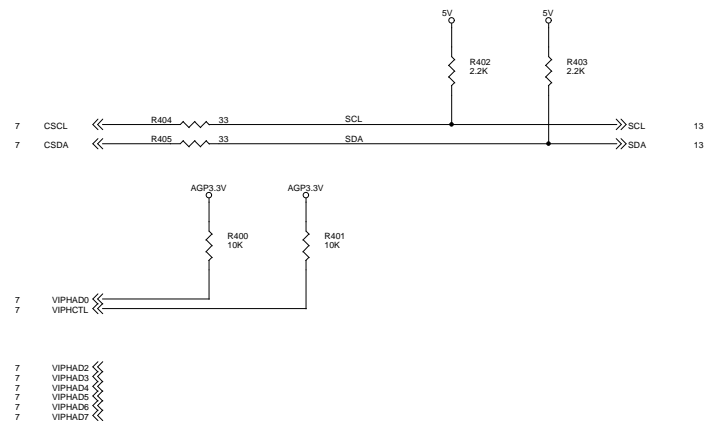 5V 5V
R402 R403
2.2K 2.2K
7 CSCL R404 33 SCL SCL 13
7 CSDA R405 33 SDA SDA 13
AGP3.3V AGP3.3V
R400 R401
10K 10K
7 VIPHAD0
7 VIPHCTL
7 VIPHAD2
7 VIPHAD3
7 VIPHAD4
7 VIPHAD5
7 VIPHAD6
7 VIPHAD7